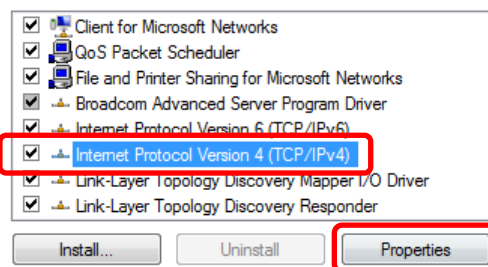 Client for Microsoft Networks
QoS Packet Scheduler
File and Printer Sharing for Microsoft Networks
Broadcom Advanced Server Program Driver
Internet Protocol Version 6 (TCP/IPv6)
Internet Protocol Version 4 (TCP/IPv4)
Link-Layer Topology Discovery Mapper I/O Driver
Link-Layer Topology Discovery Responder
Install... Uninstall Properties